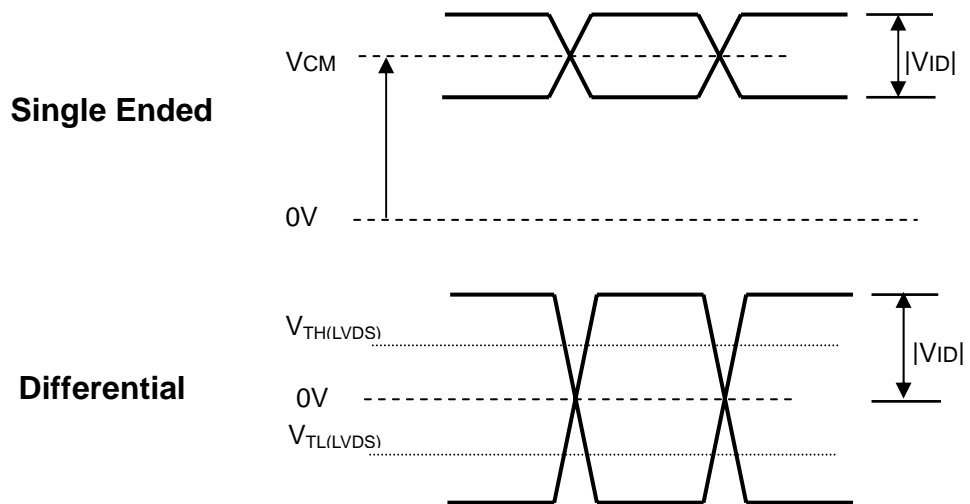 VCM
|VID|
Single Ended
0V
VTH(LVDS)
|VID|
Differential
0V
VTL(LVDS)